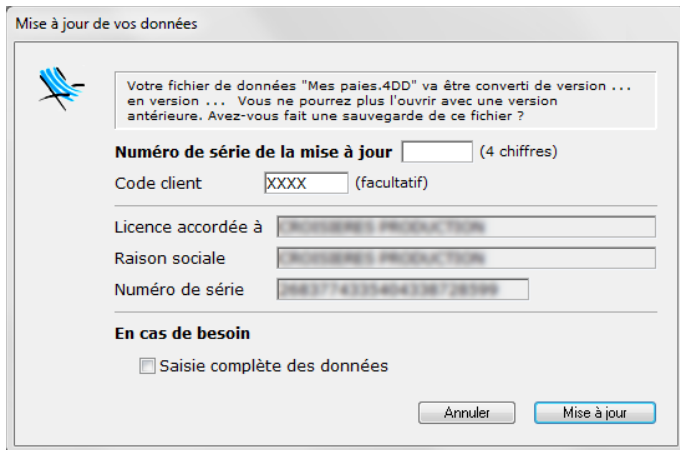 Mise à jour de vos données
Votre fichier de données "Mes paies.4DD" va être converti de version ...
en version ... Vous ne pourrez plus l'ouvrir avec une version
antérieure. Avez-vous fait une sauvegarde de ce fichier ?
Numéro de série de la mise à jour (4 chiffres)
Code client XXXX (facultatif)
Licence accordée à
Raison sociale
Numéro de série
En cas de besoin
Saisie complète des données
Annuler Mise à jour